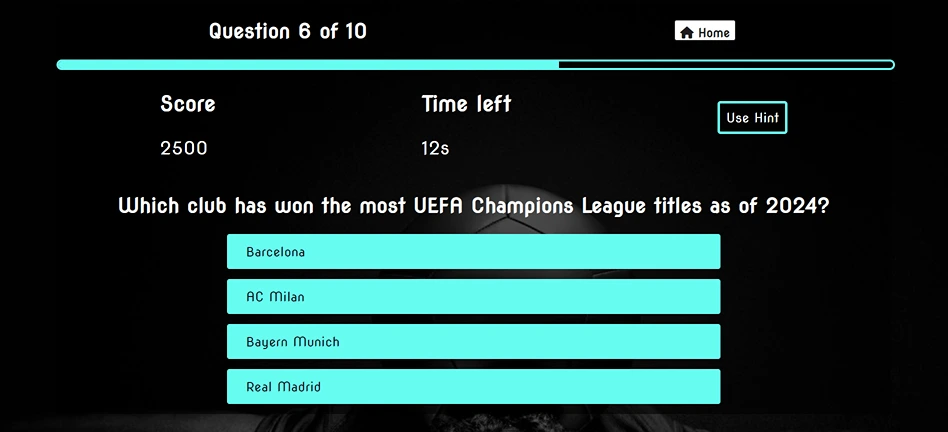 Question 6 of 10
Home
Score
Time left
Use Hint
2500
12s
Which club has won the most UEFA Champions League titles as of 2024?
Barcelona
AC Milan
Bayern Munich
Real Madrid